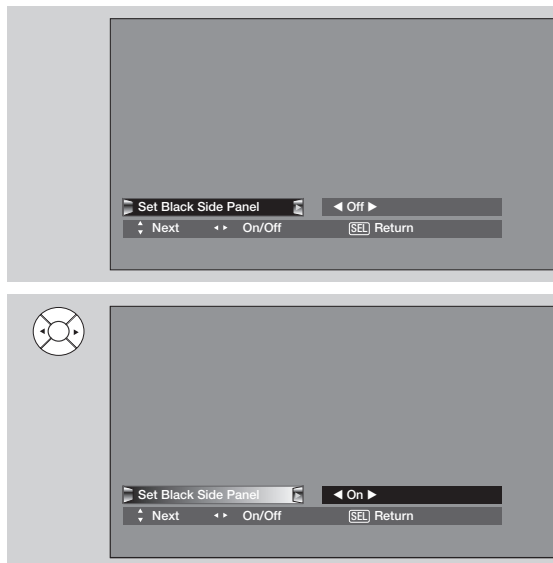 Set Black Side Panel ◀ Off ▶
Next On/Off SEL Return
Set Black Side Panel ◀ On ▶
Next On/Off SEL Return